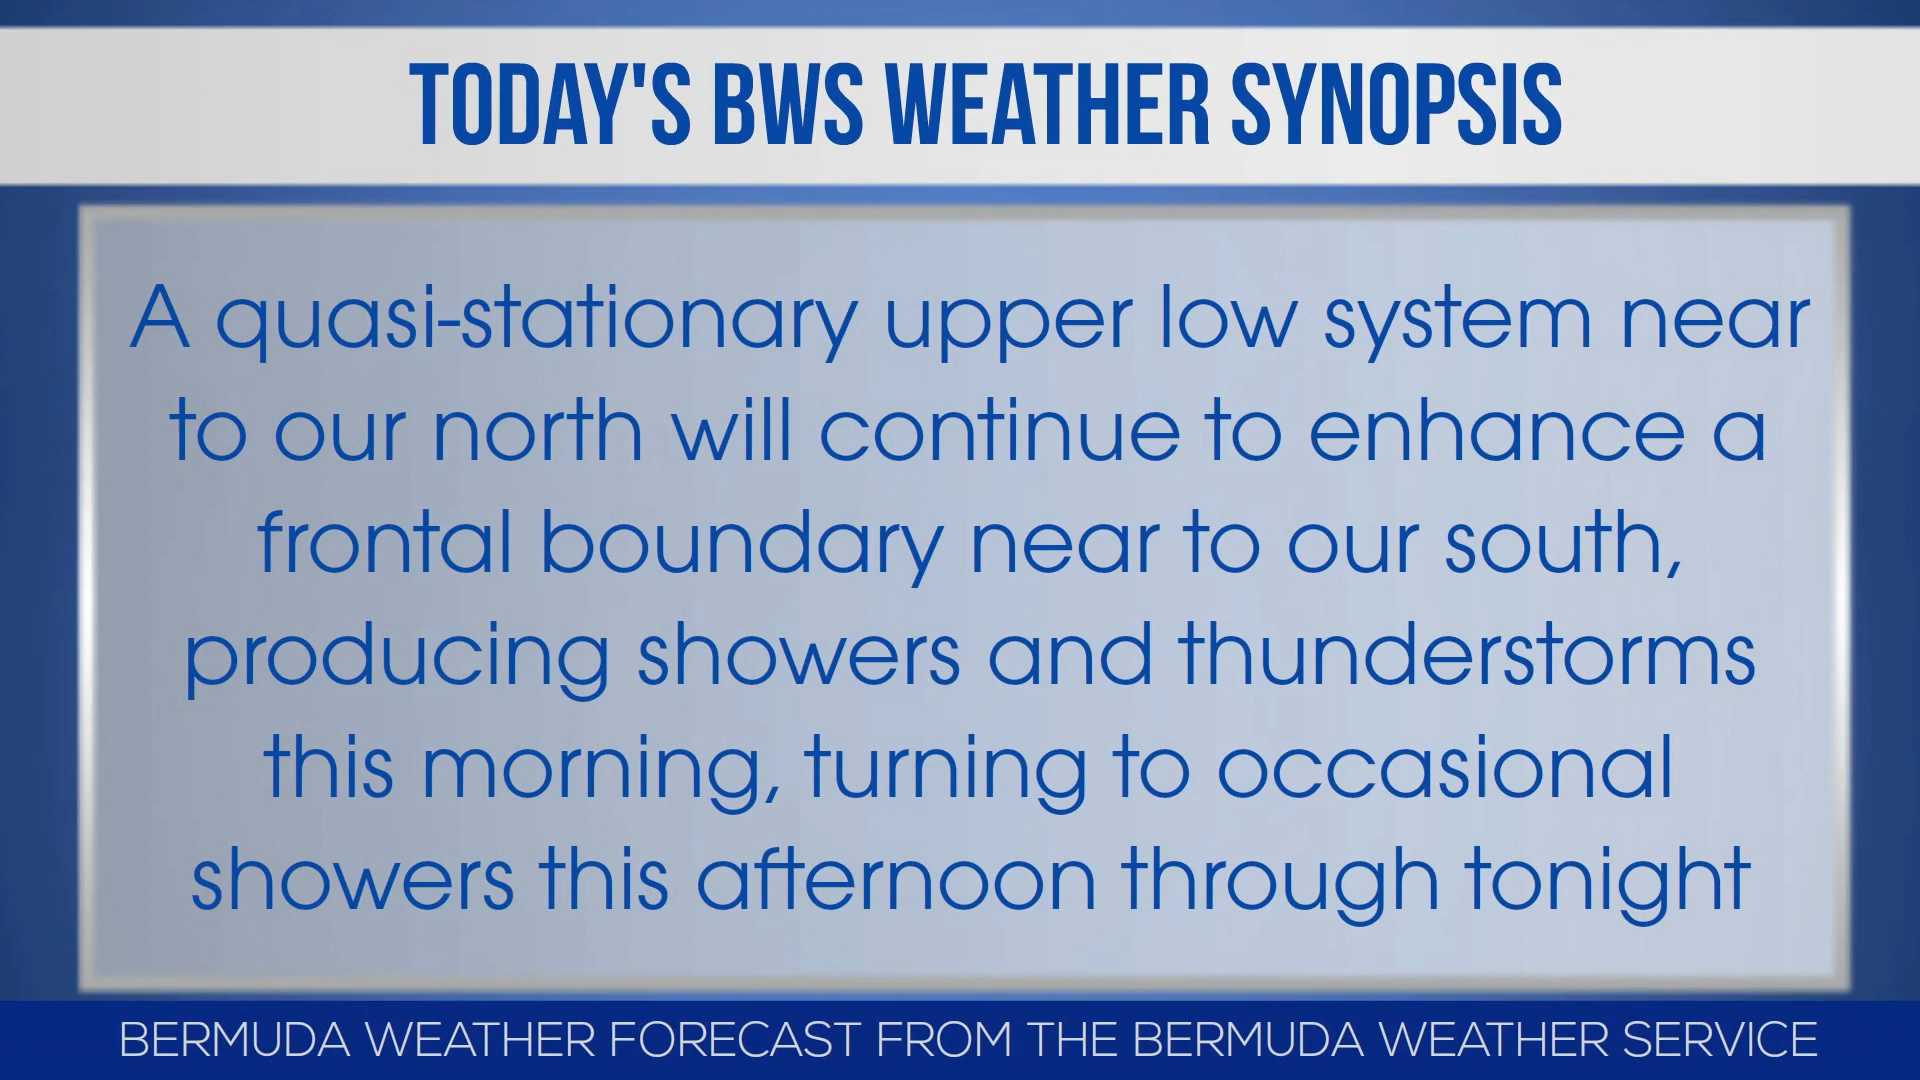 TODAY'S BWS WEATHER SYNOPSIS
A quasi-stationary upper low system near
to our north will continue to enhance a
frontal boundary near to our south,
producing showers and thunderstorms
this morning, turning to occasional
showers this afternoon through tonight
BERMUDA WEATHER FORECAST FROM THE BERMUDA WEATHER SERVICE